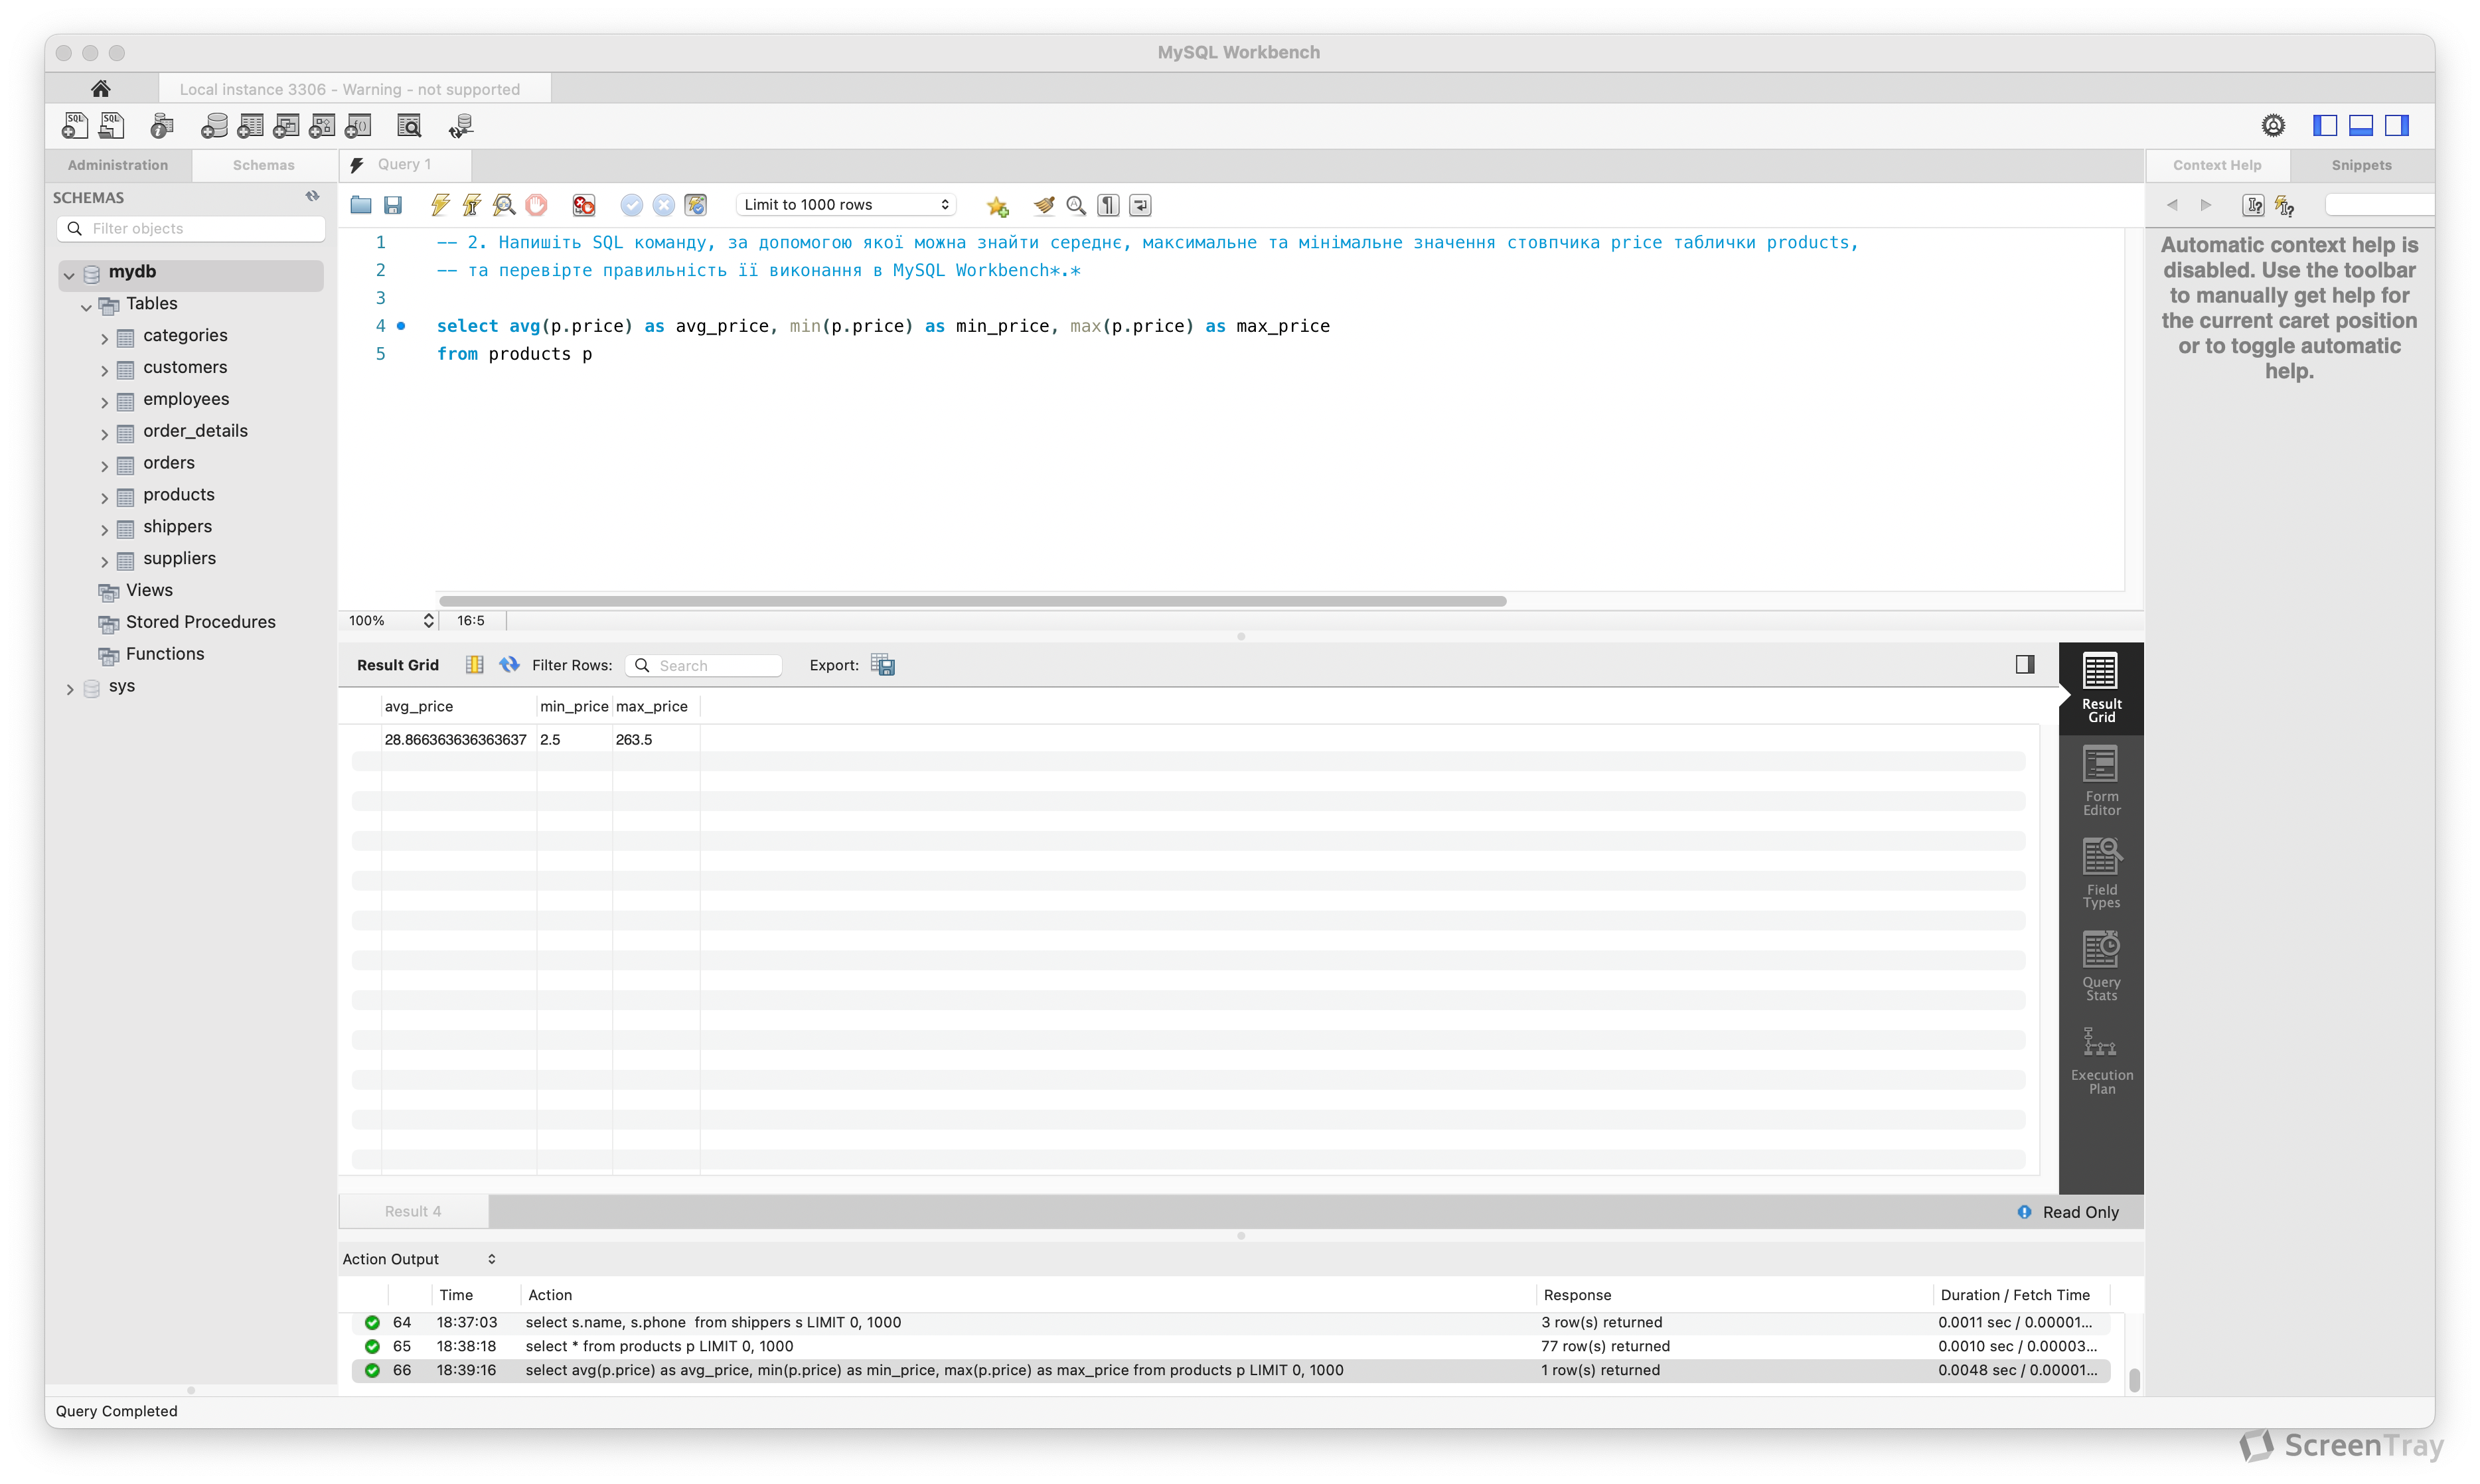 MySQL Workbench
Local instance 3306 - Warning - not supported
Administration
Schemas
Query 1
Context Help
Snippets
SCHEMAS
Filter objects
mydb
Tables
categories
customers
employees
order_details
orders
products
shippers
suppliers
Views
Stored Procedures
Functions
sys
Limit to 1000 rows
1 -- 2. Напишіть SQL команду, за допомогою якої можна знайти середнє, максимальне та мінімальне значення стовпчика price таблички products,
2 -- та перевірте правильність її виконання в MySQL Workbench*.*
3
4 select avg(p.price) as avg_price, min(p.price) as min_price, max(p.price) as max_price
5 from products p
100% 16:5
Automatic context help is
disabled. Use the toolbar
to manually get help for
the current caret position
or to toggle automatic
help.
Result Grid Filter Rows: Search Export:
avg_price min_price max_price
28.866363636363637 2.5 263.5
Result
Grid
Form
Editor
Field
Types
Query
Stats
Execution
Plan
Result 4
Read Only
Action Output
Time Action Response Duration / Fetch Time
64 18:37:03 select s.name, s.phone  from shippers s LIMIT 0, 1000 3 row(s) returned 0.0011 sec / 0.00001...
65 18:38:18 select * from products p LIMIT 0, 1000 77 row(s) returned 0.0010 sec / 0.00003...
66 18:39:16 select avg(p.price) as avg_price, min(p.price) as min_price, max(p.price) as max_price from products p LIMIT 0, 1000 1 row(s) returned 0.0048 sec / 0.00001...
Query Completed
ScreenTray